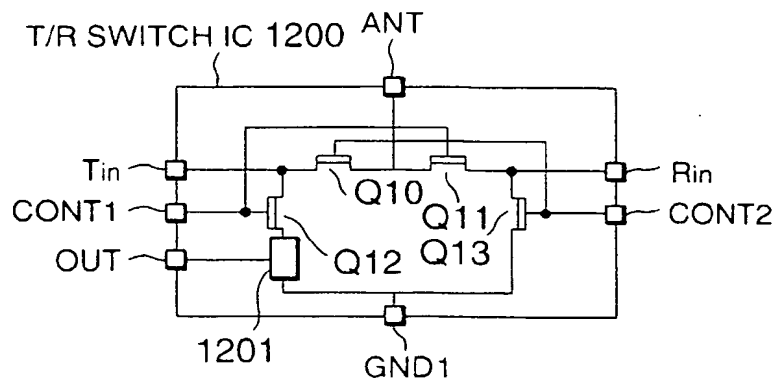 T/R SWITCH IC 1200
ANT
Tin
Q10
Q11
Rin
CONT1
CONT2
OUT
Q12
Q13
1201
GND1